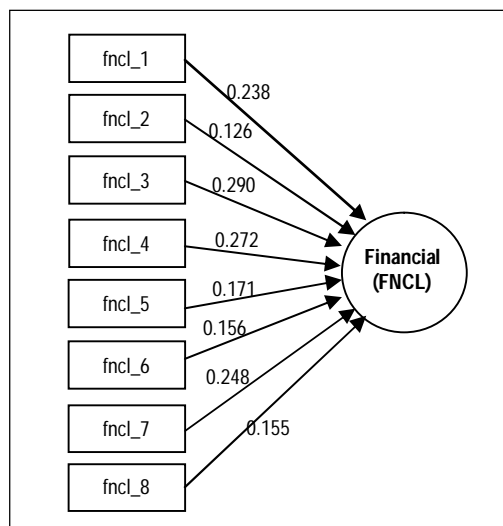 fncl_1
0.238
fncl_2
0.126
fncl_3
0.290
fncl_4
0.272
Financial
(FNCL)
fncl_5
0.171
fncl_6
0.156
fncl_7
0.248
fncl_8
0.155